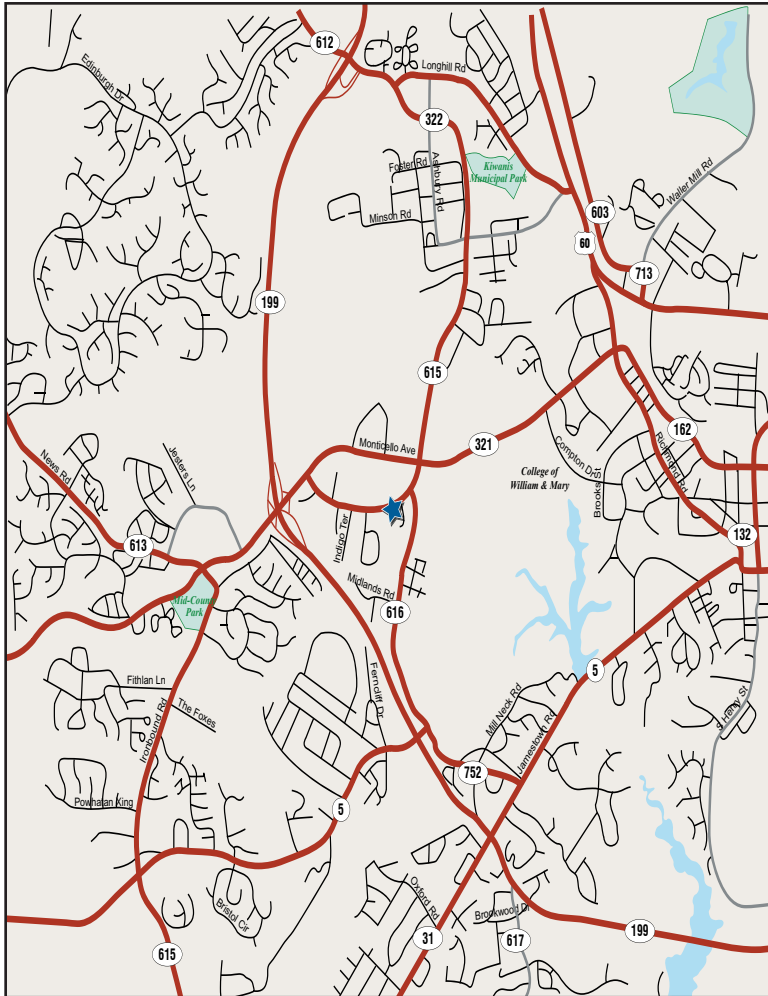 612
Longhill Rd
Edinburgh Dr
322
Foster Rd
Ashbury Rd
Kiwanis
Municipal Park
Waller Mill Rd
Minson Rd
603
60
713
199
615
162
Monticello Ave
321
Compton Dr
Richmond Rd
College of
William & Mary
Brooks St
News Rd
Jesters Ln
Indigo Ter
132
613
Midlands Rd
Mid-County
Park
616
5
Fithlan Ln
Ferncliff Dr
Mill Neck Rd
The Foxes
Ironbound Rd
Jamestown Rd
S Henry St
752
Powhatan King
5
Oxford Rd
Bristol Cir
Brookwood Dr
31
617
199
615